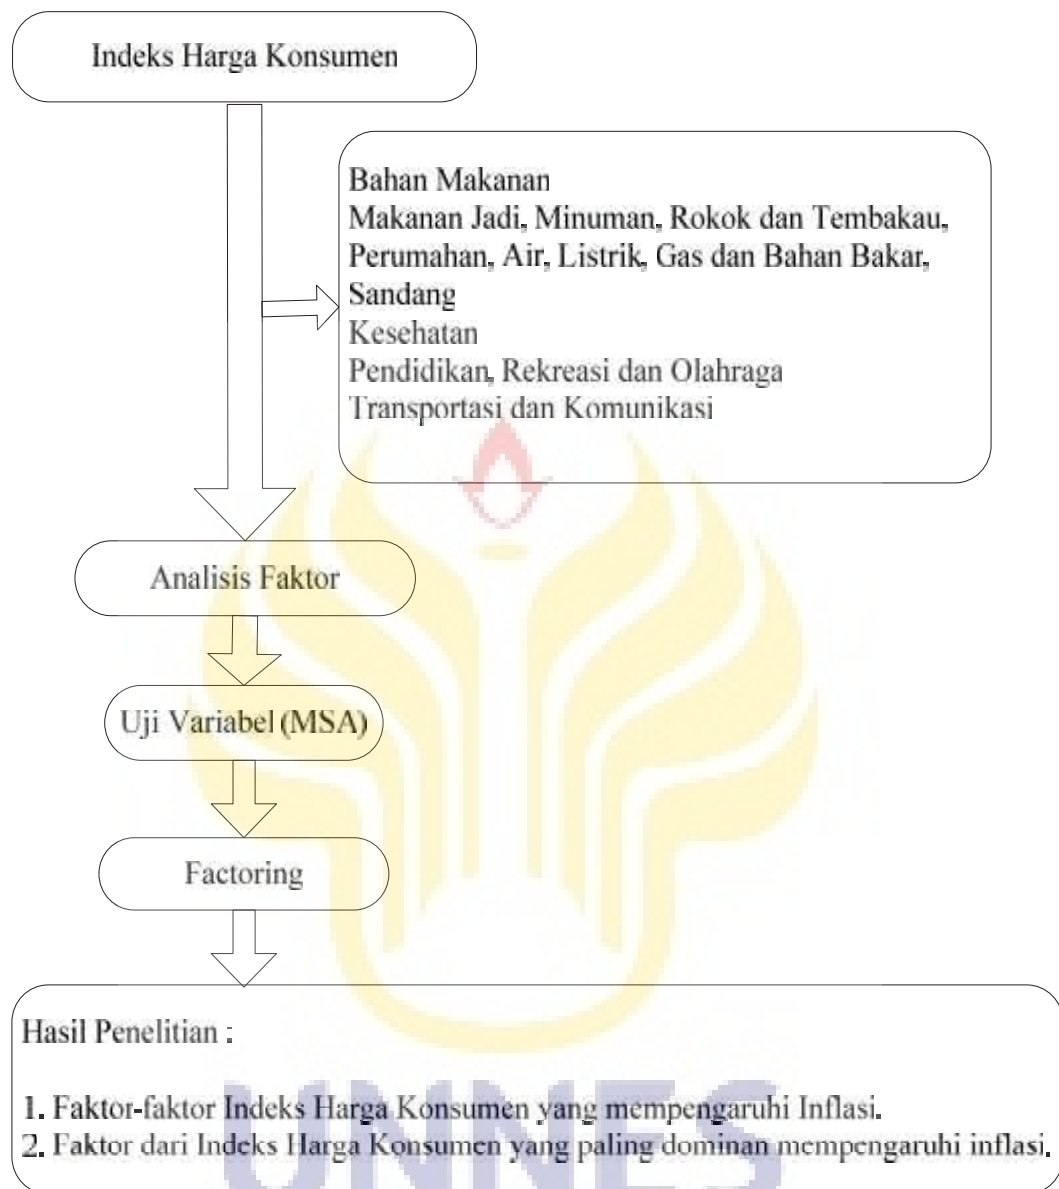 Indeks Harga Konsumen
Bahan Makanan
Makanan Jadi, Minuman, Rokok dan Tembakau,
Perumahan, Air, Listrik, Gas dan Bahan Bakar,
Sandang
Kesehatan
Pendidikan, Rekreasi dan Olahraga
Transportasi dan Komunikasi
Analisis Faktor
Uji Variabel (MSA)
Factoring
Hasil Penelitian :
1. Faktor-faktor Indeks Harga Konsumen yang mempengaruhi Inflasi.
2. Faktor dari Indeks Harga Konsumen yang paling dominan mempengaruhi inflasi.
UNNES